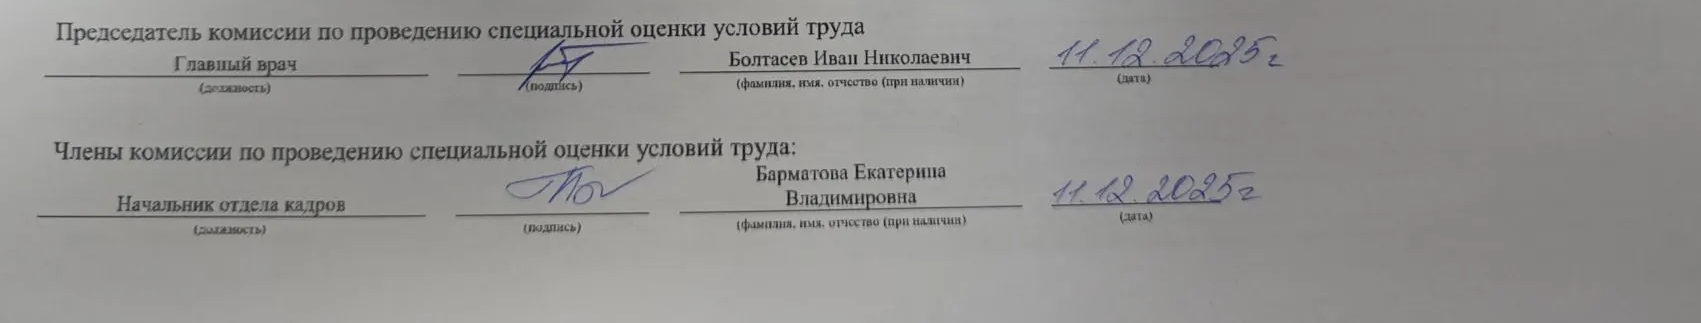 Председатель комиссии по проведению специальной оценки условий труда
Главный врач Болтасев Иван Николаевич 11.12.2025г
(должность) (подпись) (фамилия, имя, отчество (при наличии) (дата)
Члены комиссии по проведению специальной оценки условий труда:
Барматова Екатерина
Начальник отдела кадров Владимировна 11.12.2025г
(должность) (подпись) (фамилия, имя, отчество (при наличии) (дата)